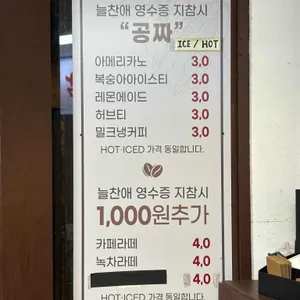 늘찬애 영수증 지참시
“공짜”
ICE / HOT
아메리카노 3,0
복숭아아이스티 3,0
레몬에이드 3,0
허브티 3,0
밀크냉커피 3,0
HOT·ICED 가격 동일합니다.
늘찬애 영수증 지참시
1,000원추가
카페라떼 4,0
녹차라떼 4,0
4,0
HOT·ICED 가격 동일합니다.